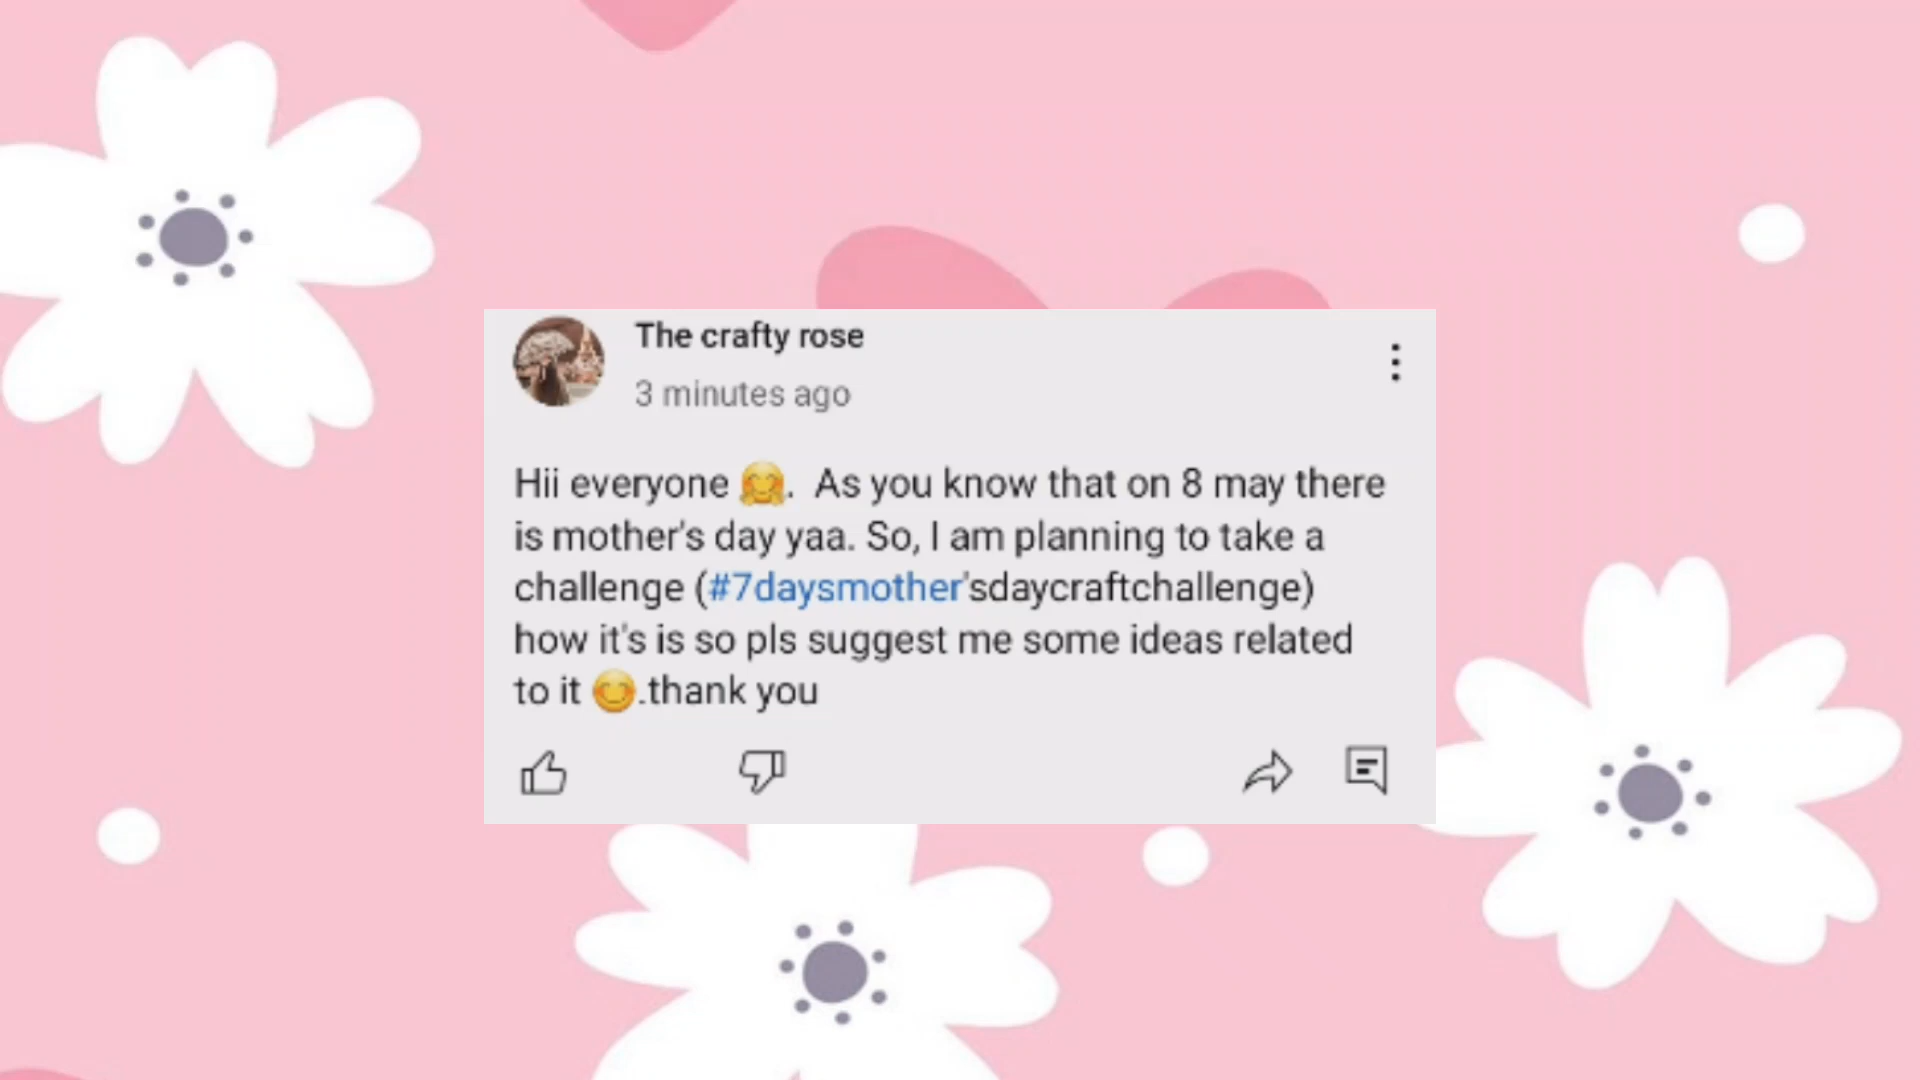 The crafty rose
3 minutes ago
Hii everyone 🤗.  As you know that on 8 may there
is mother's day yaa. So, I am planning to take a
challenge (#7daysmother'sdaycraftchallenge)
how it's is so pls suggest me some ideas related
to it 😊.thank you